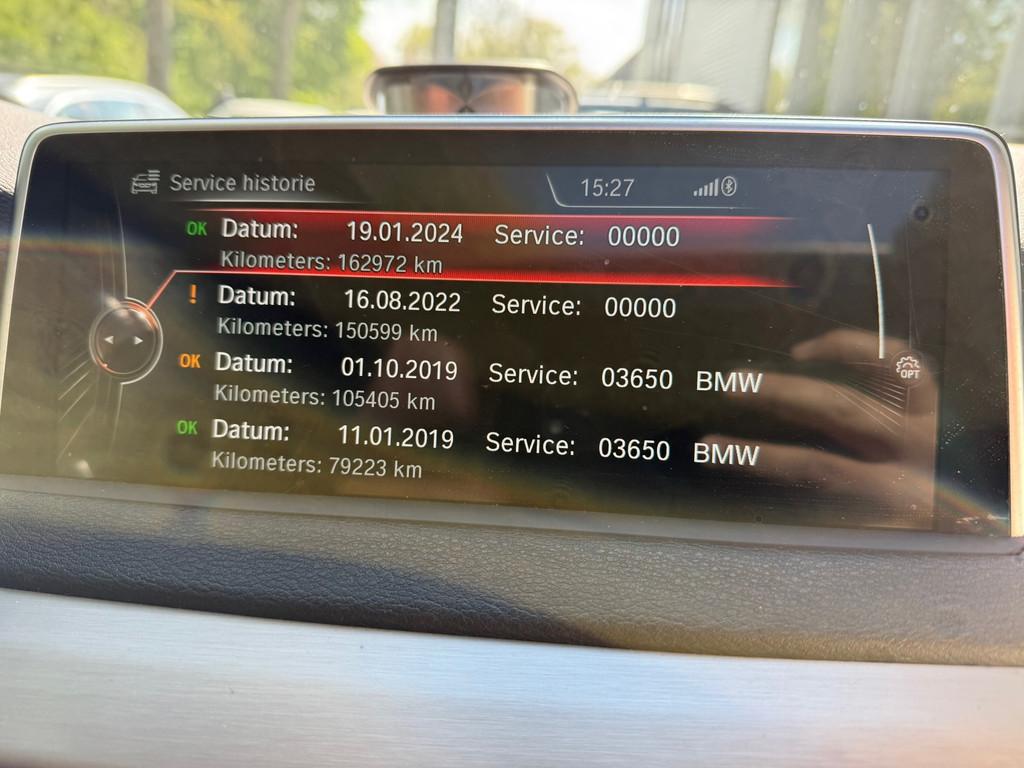 Service historie 15:27
OK Datum: 19.01.2024 Service: 00000
Kilometers: 162972 km
! Datum: 16.08.2022 Service: 00000
Kilometers: 150599 km
OK Datum: 01.10.2019 Service: 03650 BMW
Kilometers: 105405 km
OPT
OK Datum: 11.01.2019 Service: 03650 BMW
Kilometers: 79223 km